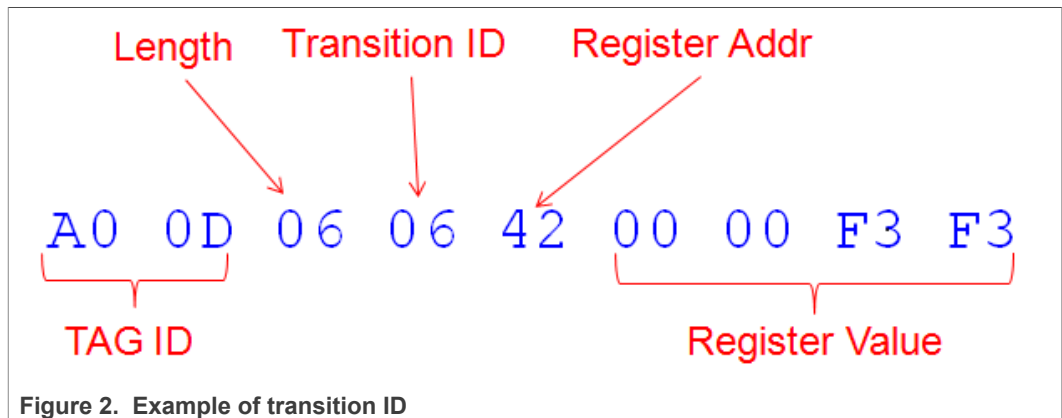 Length Transition ID Register Addr
A0 0D 06 06 42 00 00 F3 F3
TAG ID Register Value
Figure 2. Example of transition ID